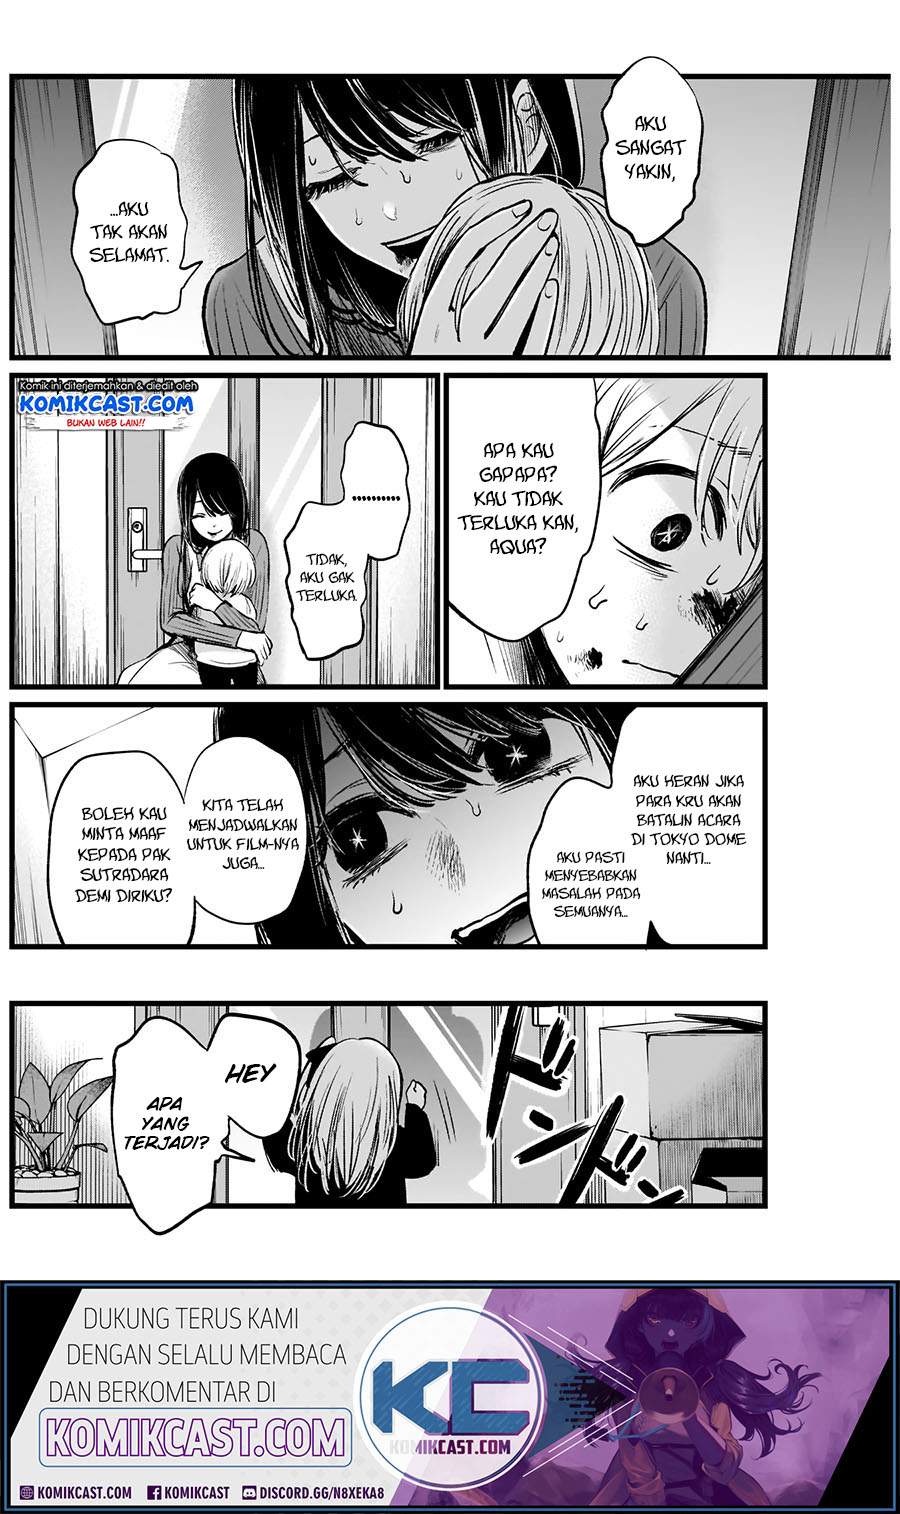 AKU
SANGAT
YAKIN,
...AKU
TAK AKAN
SELAMAT.
Komik ini diterjemahkan & diedit oleh
KOMIKCAST.COM
BUKAN WEB LAIN!!
APA KAU
GAPAPA?
KAU TIDAK
TERLUKA KAN,
AQUA?
............
TIDAK,
AKU GAK
TERLUKA.
AKU HERAN JIKA
PARA KRU AKAN
BATALIN ACARA
DI TOKYO DOME
NANTI...
AKU PASTI
MENYEBABKAN
MASALAH PADA
SEMUANYA...
KITA TELAH
MENJADWALKAN
UNTUK FILM-NYA
JUGA...
BOLEH KAU
MINTA MAAF
KEPADA PAK
SUTRADARA
DEMI DIRIKU?
ドンドン
HEY
APA
YANG
TERJADI?
DUKUNG TERUS KAMI
DENGAN SELALU MEMBACA
DAN BERKOMENTAR DI
KOMIKCAST.COM
KC
KOMIKCAST.COM
KOMIKCAST.COM KOMIKCAST DISCORD.GG/N8XEKA8